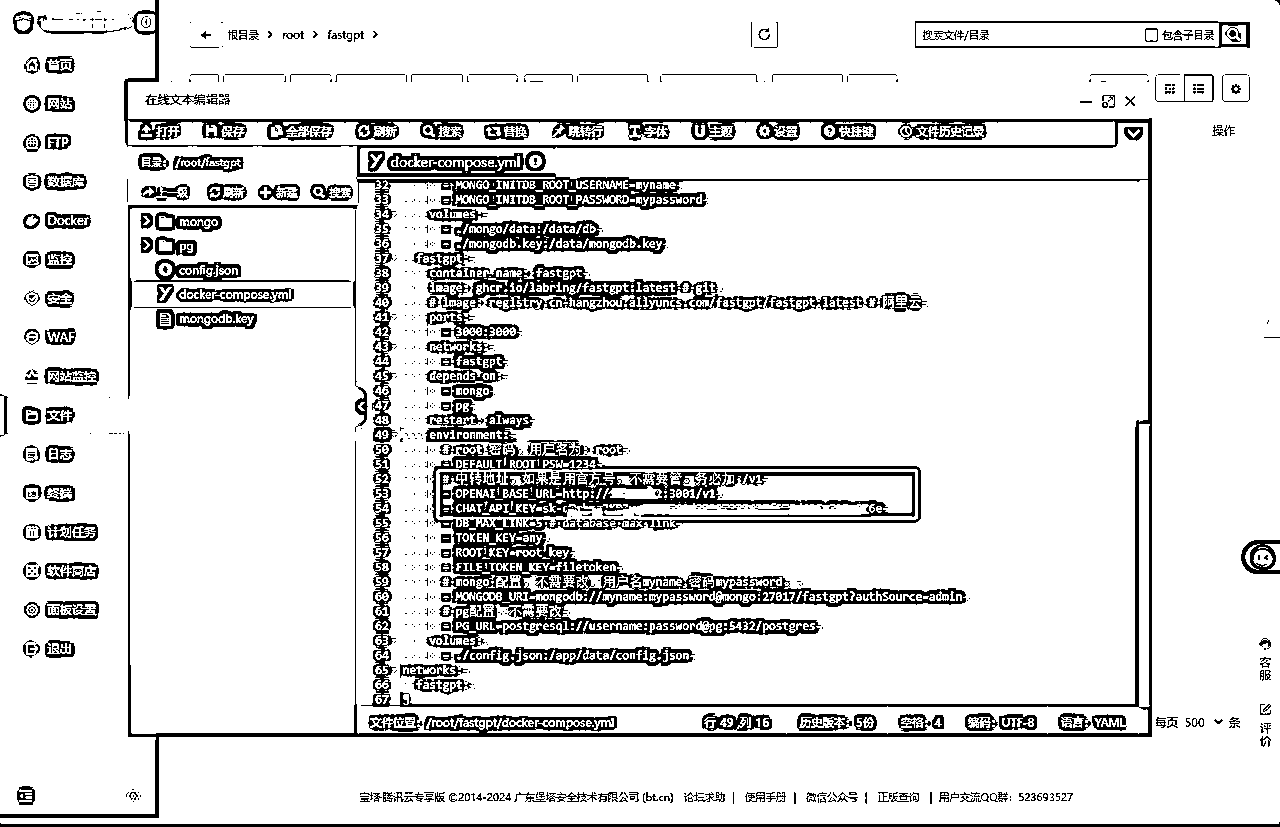 根目录 > root > fastgpt >
搜索文件/目录 包含子目录
首页
网站
FTP
数据库
Docker
监控
安全
WAF
网站监控
文件
日志
终端
计划任务
软件商店
面板设置
退出
在线文本编辑器
操作
打开 保存 全部保存 刷新 搜索 替换 跳转行 字体 主题 设置 快捷键 文件历史记录
目录: /root/fastgpt
docker-compose.yml
上一级 刷新 新建 搜索
mongo
pg
config.json
docker-compose.yml
mongodb.key
32 - MONGO_INITDB_ROOT_USERNAME=myname
33 - MONGO_INITDB_ROOT_PASSWORD=mypassword
34 volumes:
35 - ./mongo/data:/data/db
36 - ./mongodb.key:/data/mongodb.key
37 fastgpt:
38 container_name: fastgpt
39 image: ghcr.io/labring/fastgpt:latest # git
40 # image: registry.cn-hangzhou.aliyuncs.com/fastgpt/fastgpt:latest # 阿里云
41 ports:
42 - 3000:3000
43 networks:
44 - fastgpt
45 depends_on:
46 - mongo
47 - pg
48 restart: always
49 environment:
50 # root 密码，用户名为: root
51 - DEFAULT_ROOT_PSW=1234
52 # 中转地址，如果是用官方号，不需要管。务必加 /v1
53 - OPENAI_BASE_URL=http:// 2:3001/v1
54 - CHAT_API_KEY=sk- 6e
55 - DB_MAX_LINK=5 # database max link
56 - TOKEN_KEY=any
57 - ROOT_KEY=root_key
58 - FILE_TOKEN_KEY=filetoken
59 # mongo 配置，不需要改. 用户名myname,密码mypassword
60 - MONGODB_URI=mongodb://myname:mypassword@mongo:27017/fastgpt?authSource=admin
61 # pg配置. 不需要改
62 - PG_URL=postgresql://username:password@pg:5432/postgres
63 volumes:
64 - ./config.json:/app/data/config.json
65 networks:
66 fastgpt:
67
文件位置: /root/fastgpt/docker-compose.yml 行 49 ,列 16 历史版本: 5份 空格: 4 编码: UTF-8 语言: YAML
每页 500 条
客服
评价
宝塔腾讯云专享版 ©2014-2024 广东堡塔安全技术有限公司 (bt.cn) 论坛求助 | 使用手册 | 微信公众号 | 正版查询 | 用户交流QQ群: 523693527